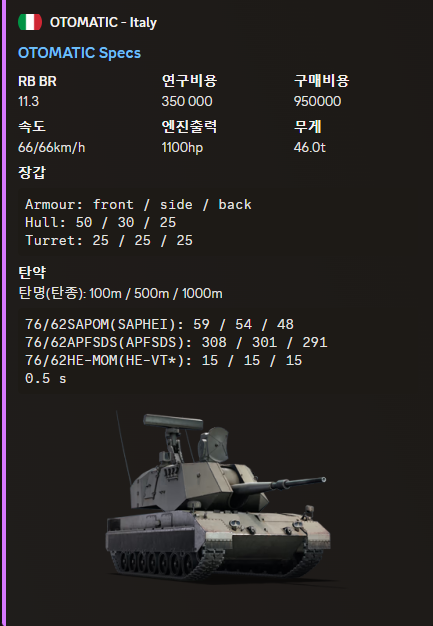 OTOMATIC - Italy
OTOMATIC Specs
RB BR 연구비용 구매비용
11.3 350 000 950000
속도 엔진출력 무게
66/66km/h 1100hp 46.0t
장갑
Armour: front / side / back
Hull: 50 / 30 / 25
Turret: 25 / 25 / 25
탄약
탄명(탄종): 100m / 500m / 1000m
76/62SAPOM(SAPHEI): 59 / 54 / 48
76/62APFSDS(APFSDS): 308 / 301 / 291
76/62HE-MOM(HE-VT*): 15 / 15 / 15
0.5 s